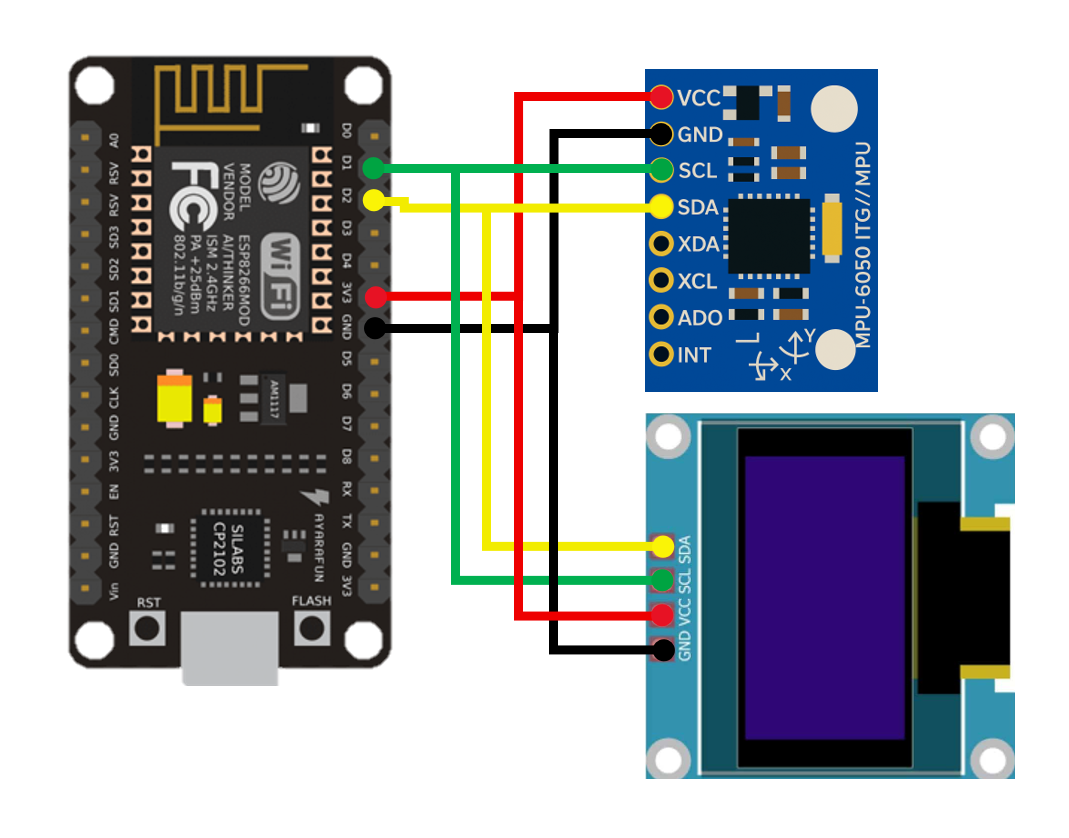 A0
RSV
RSV
SD3
SD2
SD1
CMD
SD0
CLK
GND
3V3
EN
RST
GND
Vin
D0
D1
D2
D3
D4
3V3
GND
D5
D6
D7
D8
RX
TX
GND
3V3
MODEL
VENDOR
ESP8266MOD
AI/THINKER
ISM 2.4GHz
PA +25dBm
802.11b/g/n
FC
Wi Fi
AM1117
SILABS
CP2102
AYARAFUN
RST
FLASH
VCC
GND
SCL
SDA
XDA
XCL
ADO
INT
MPU-6050 ITG//MPU
Y
X
SDA
SCL
VCC
GND